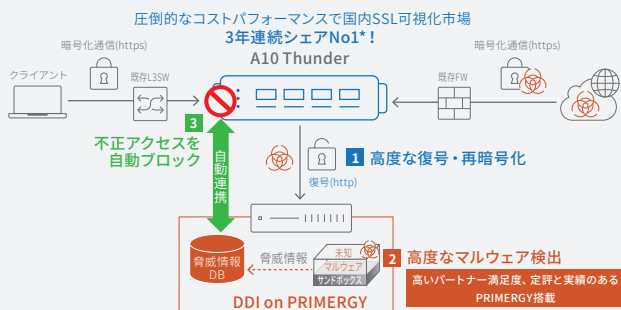 圧倒的なコストパフォーマンスで国内SSL可視化市場
3年連続シェアNo1*！
A10 Thunder
暗号化通信(https)
暗号化通信(https)
クライアント
既存L3SW
既存FW
3
不正アクセスを
自動ブロック
自動連携
1 高度な復号・再暗号化
復号(http)
脅威情報
DB
脅威情報
未知
マルウェア
サンドボックス
2 高度なマルウェア検出
高いパートナー満足度、定評と実績のある
PRIMERGY搭載
DDI on PRIMERGY